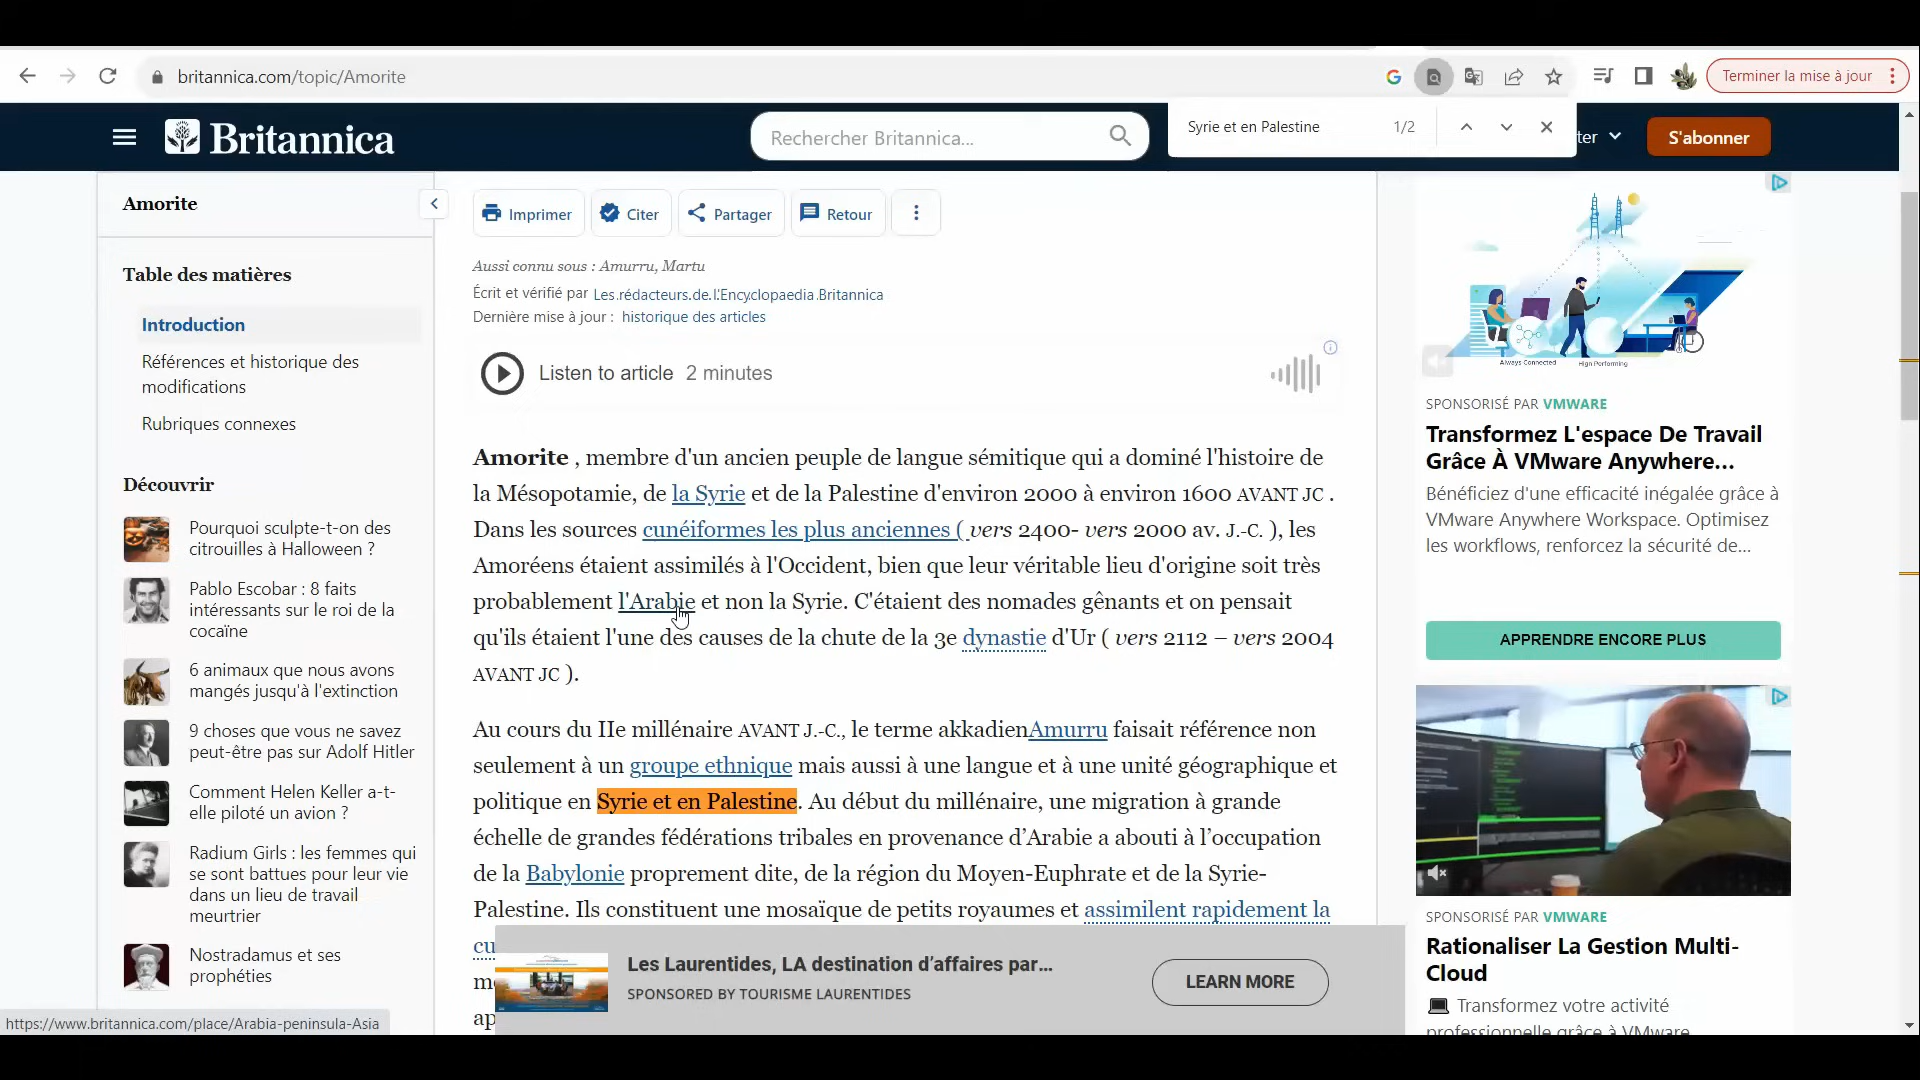 britannica.com/topic/Amorite
Terminer la mise à jour
Britannica
Rechercher Britannica...
Syrie et en Palestine 1/2
ter
S'abonner
Amorite
Table des matières
Introduction
Références et historique des
modifications
Rubriques connexes
Découvrir
Pourquoi sculpte-t-on des
citrouilles à Halloween ?
Pablo Escobar : 8 faits
intéressants sur le roi de la
cocaïne
6 animaux que nous avons
mangés jusqu'à l'extinction
9 choses que vous ne savez
peut-être pas sur Adolf Hitler
Comment Helen Keller a-t-
elle piloté un avion ?
Radium Girls : les femmes qui
se sont battues pour leur vie
dans un lieu de travail
meurtrier
Nostradamus et ses
prophéties
https://www.britannica.com/place/Arabia-peninsula-Asia
Imprimer Citer Partager Retour
Aussi connu sous : Amurru, Martu
Écrit et vérifié par Les rédacteurs de l'Encyclopaedia Britannica
Dernière mise à jour : historique des articles
Listen to article 2 minutes
Amorite , membre d'un ancien peuple de langue sémitique qui a dominé l'histoire de
la Mésopotamie, de la Syrie et de la Palestine d'environ 2000 à environ 1600 AVANT JC .
Dans les sources cunéiformes les plus anciennes ( vers 2400- vers 2000 av. J.-C. ), les
Amoréens étaient assimilés à l'Occident, bien que leur véritable lieu d'origine soit très
probablement l'Arabie et non la Syrie. C'étaient des nomades gênants et on pensait
qu'ils étaient l'une des causes de la chute de la 3e dynastie d'Ur ( vers 2112 – vers 2004
AVANT JC ).
Au cours du IIe millénaire AVANT J.-C., le terme akkadienAmurru faisait référence non
seulement à un groupe ethnique mais aussi à une langue et à une unité géographique et
politique en Syrie et en Palestine. Au début du millénaire, une migration à grande
échelle de grandes fédérations tribales en provenance d’Arabie a abouti à l’occupation
de la Babylonie proprement dite, de la région du Moyen-Euphrate et de la Syrie-
Palestine. Ils constituent une mosaïque de petits royaumes et assimilent rapidement la
cu
ap
Les Laurentides, LA destination d’affaires par…
SPONSORED BY TOURISME LAURENTIDES
LEARN MORE
Always Connected High Performing
SPONSORISÉ PAR VMWARE
Transformez L'espace De Travail
Grâce À VMware Anywhere…
Bénéficiez d'une efficacité inégalée grâce à
VMware Anywhere Workspace. Optimisez
les workflows, renforcez la sécurité de…
APPRENDRE ENCORE PLUS
SPONSORISÉ PAR VMWARE
Rationaliser La Gestion Multi-
Cloud
Transformez votre activité
professionnelle grâce à VMware